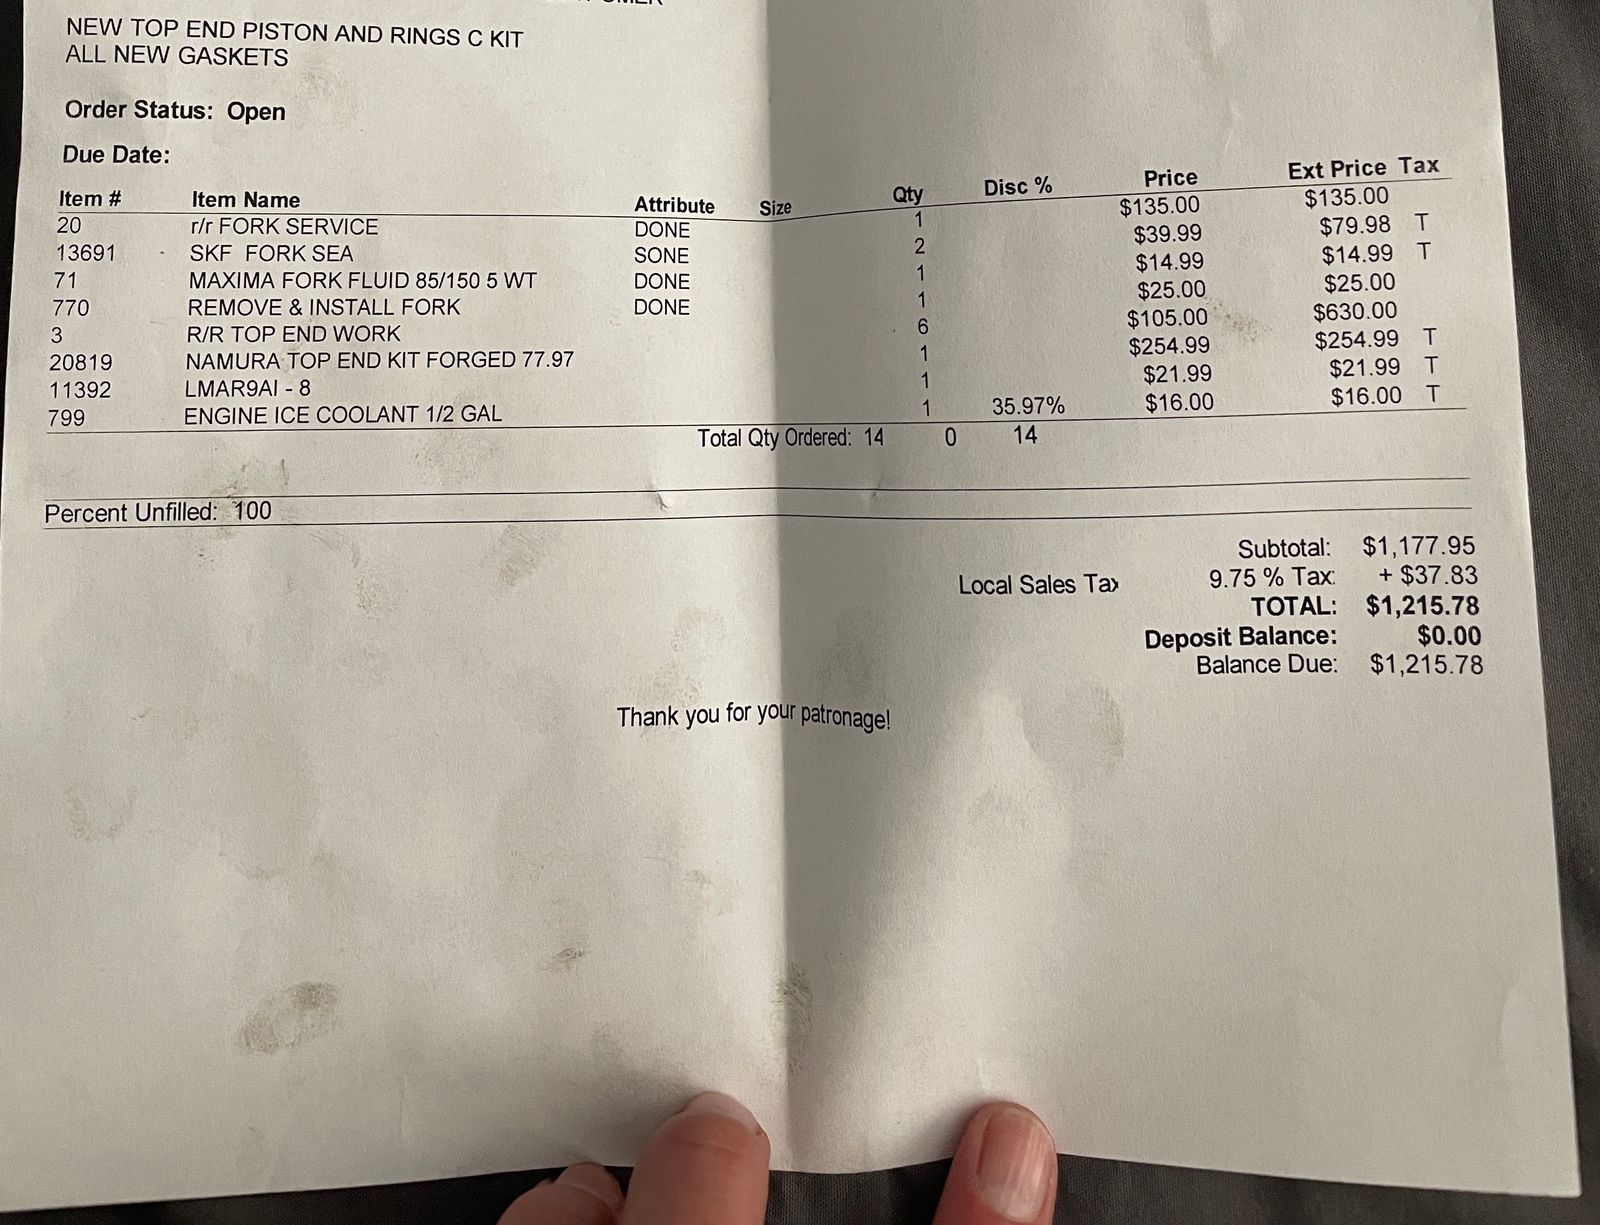 NEW TOP END PISTON AND RINGS C KIT
ALL NEW GASKETS
Order Status: Open
Due Date:
Item # Item Name Attribute Size Qty Disc % Price Ext Price Tax
20 r/r FORK SERVICE DONE 1 $135.00 $135.00
13691 SKF FORK SEA SONE 2 $39.99 $79.98 T
71 MAXIMA FORK FLUID 85/150 5 WT DONE 1 $14.99 $14.99 T
770 REMOVE & INSTALL FORK DONE 1 $25.00 $25.00
3 R/R TOP END WORK 6 $105.00 $630.00
20819 NAMURA TOP END KIT FORGED 77.97 1 $254.99 $254.99 T
11392 LMAR9AI - 8 1 $21.99 $21.99 T
799 ENGINE ICE COOLANT 1/2 GAL 1 35.97% $16.00 $16.00 T
Total Qty Ordered: 14 0 14
Percent Unfilled: 100
Subtotal: $1,177.95
Local Sales Tax 9.75 % Tax: + $37.83
TOTAL: $1,215.78
Deposit Balance: $0.00
Balance Due: $1,215.78
Thank you for your patronage!